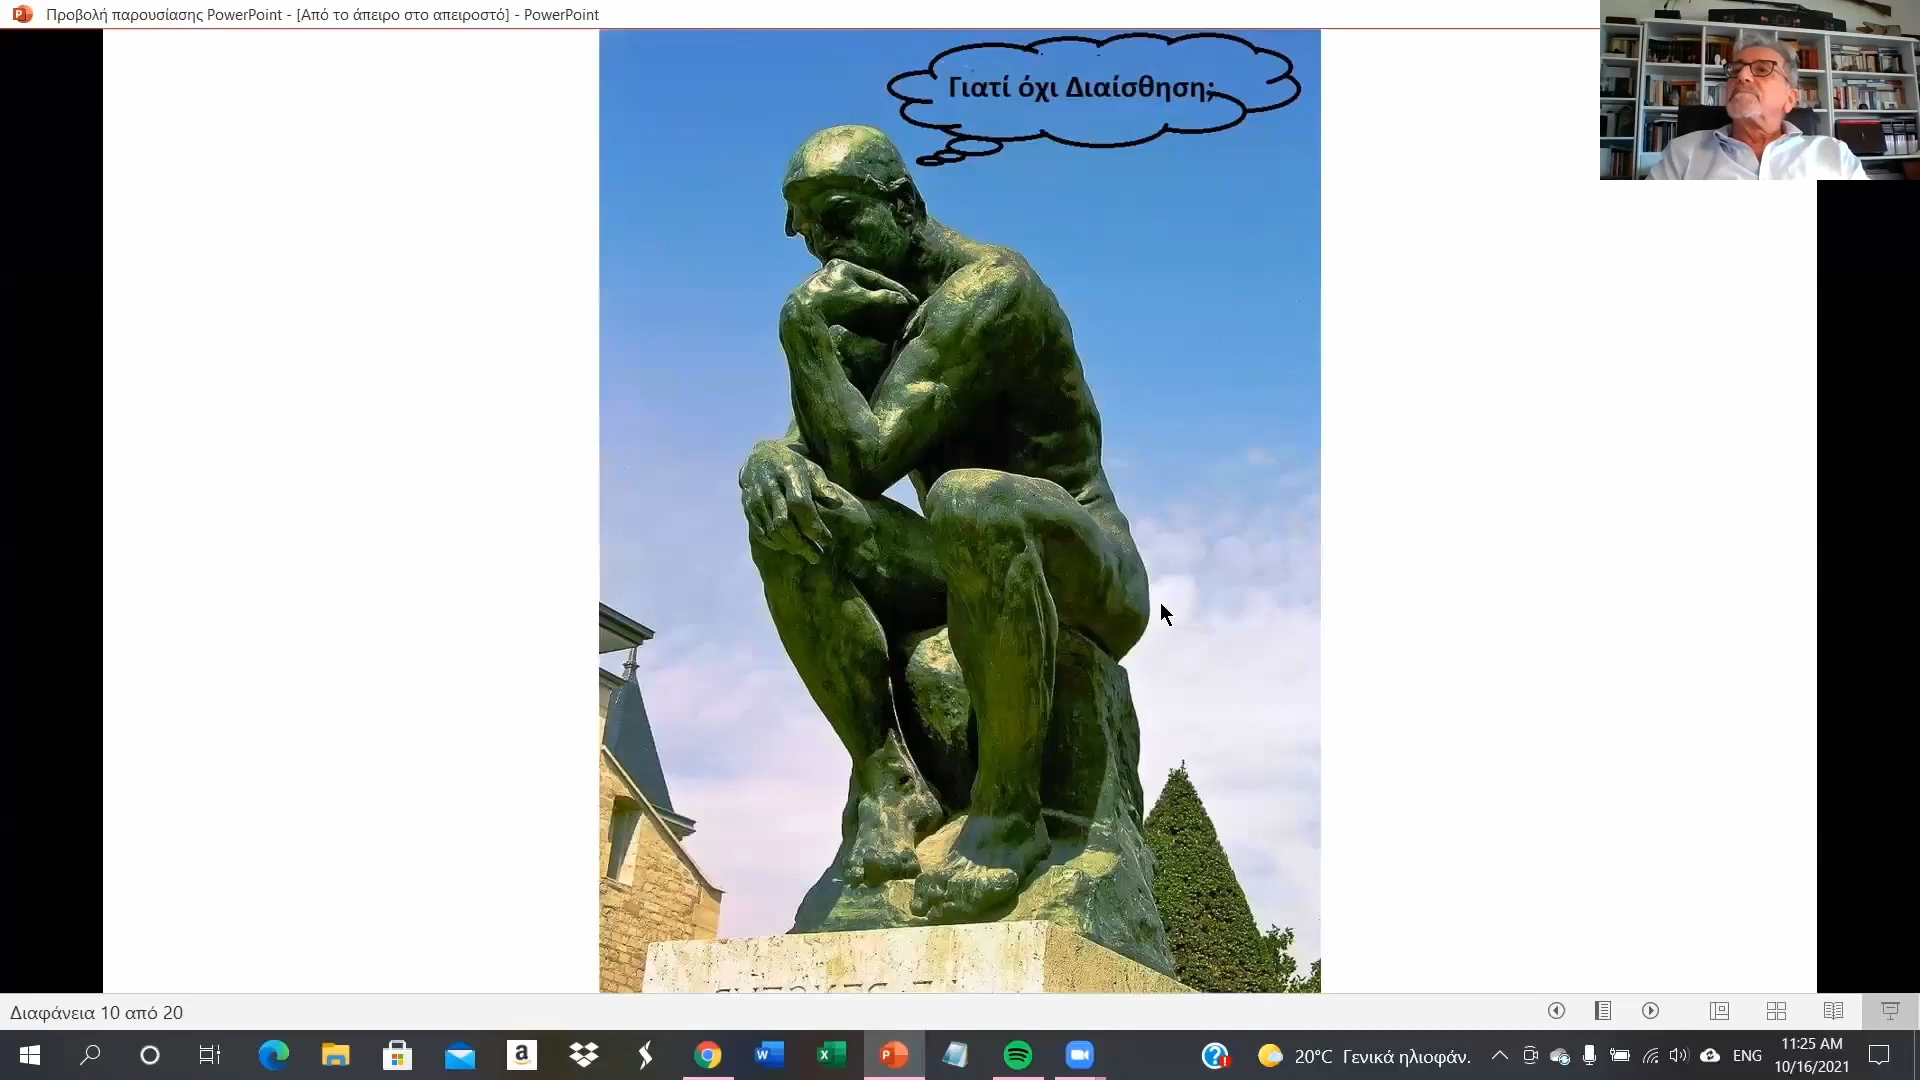 Προβολή παρουσίασης PowerPoint - [Από το άπειρο στο απειροστό] - PowerPoint
Γιατί όχι Διαίσθηση;
Διαφάνεια 10 από 20
20°C Γενικά ηλιοφάν.
ENG
11:25 AM
10/16/2021